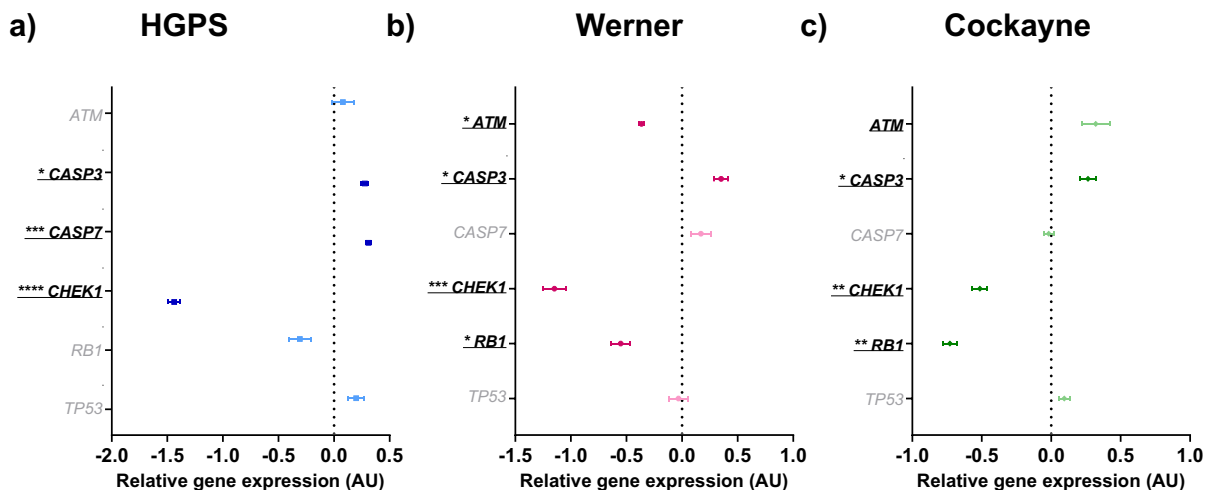 a) HGPS
ATM
* CASP3
*** CASP7
**** CHEK1
RB1
TP53
-2.0 -1.5 -1.0 -0.5 0.0 0.5
Relative gene expression (AU)
b) Werner
* ATM
* CASP3
CASP7
*** CHEK1
* RB1
TP53
-1.5 -1.0 -0.5 0.0 0.5 1.0
Relative gene expression (AU)
c) Cockayne
ATM
* CASP3
CASP7
** CHEK1
** RB1
TP53
-1.0 -0.5 0.0 0.5 1.0
Relative gene expression (AU)